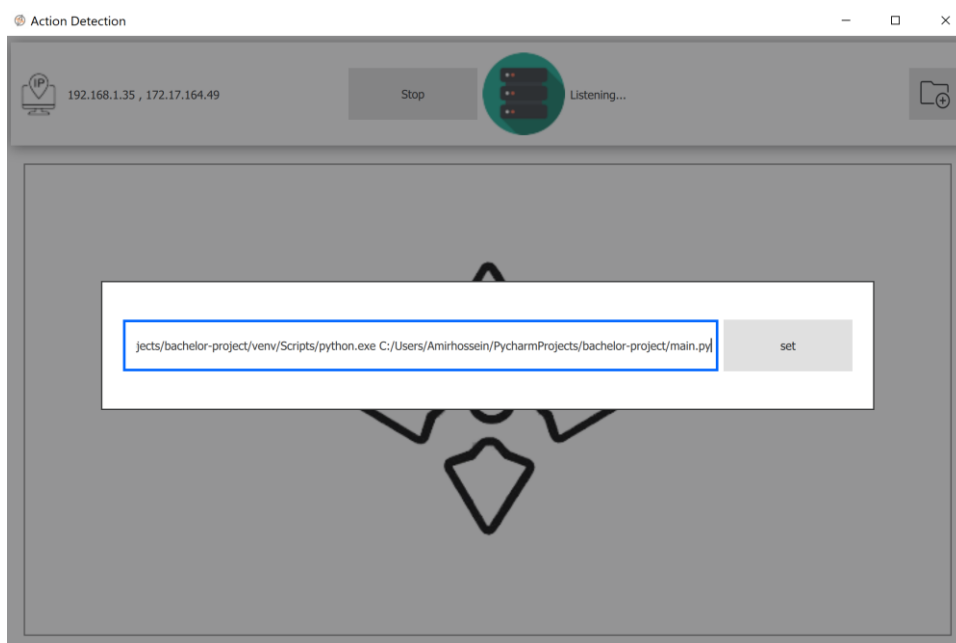 Action Detection
IP
192.168.1.35 , 172.17.164.49
Stop
Listening...
jects/bachelor-project/venv/Scripts/python.exe C:/Users/Amirhossein/PycharmProjects/bachelor-project/main.py
set